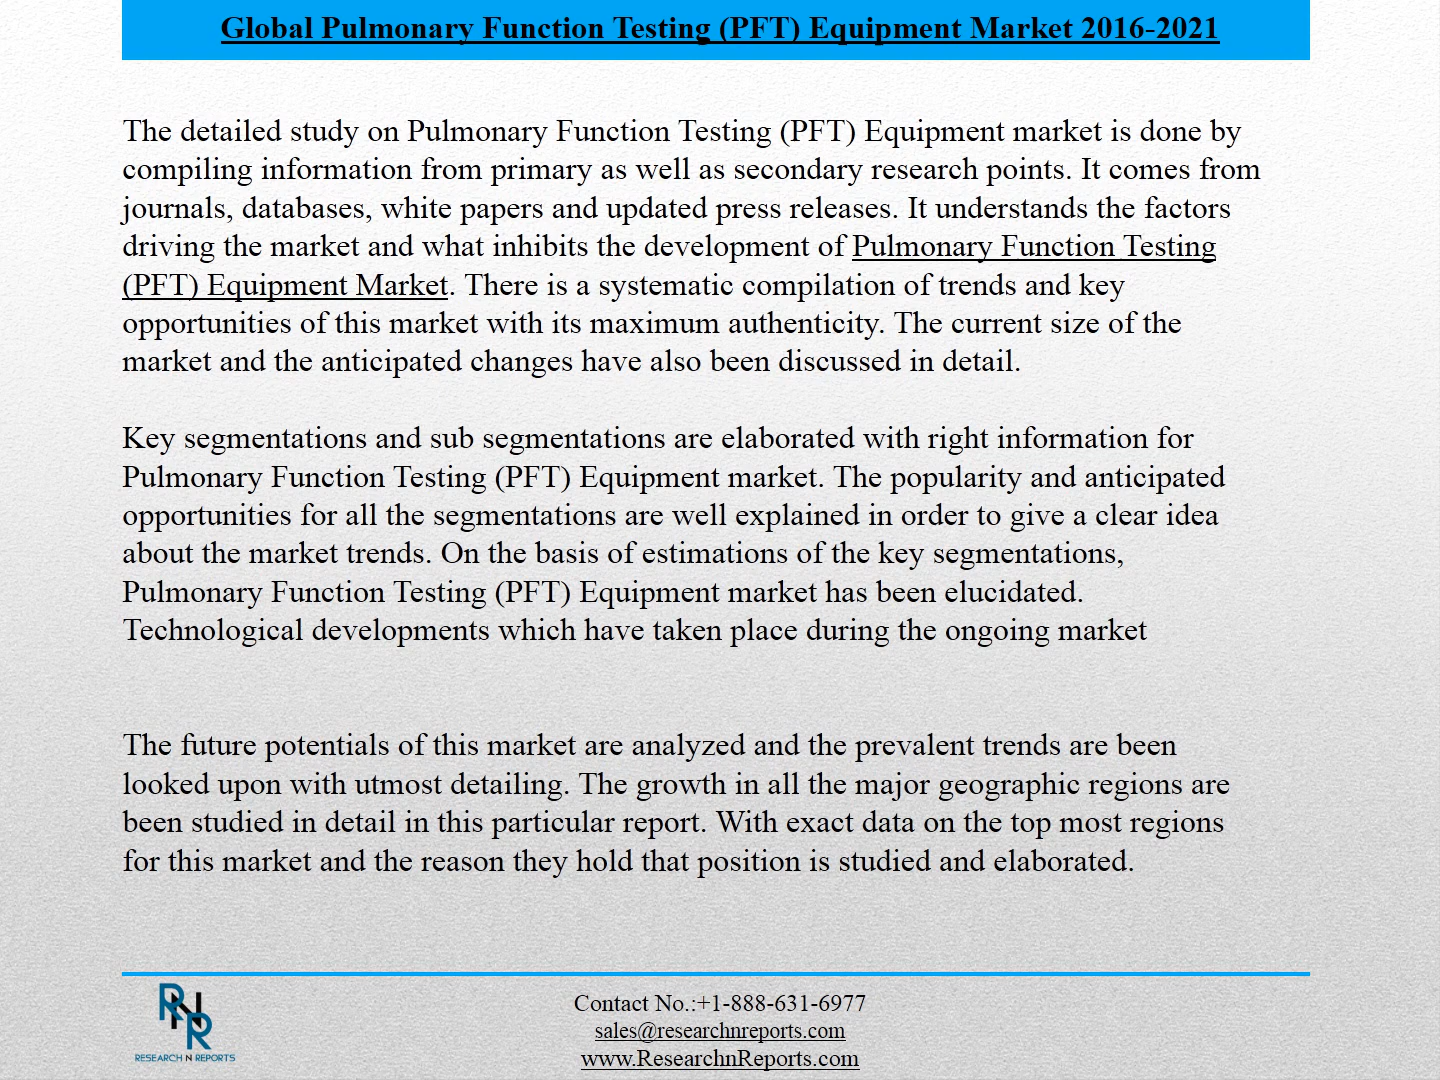 Global Pulmonary Function Testing (PFT) Equipment Market 2016-2021
The detailed study on Pulmonary Function Testing (PFT) Equipment market is done by
compiling information from primary as well as secondary research points. It comes from
journals, databases, white papers and updated press releases. It understands the factors
driving the market and what inhibits the development of Pulmonary Function Testing
(PFT) Equipment Market. There is a systematic compilation of trends and key
opportunities of this market with its maximum authenticity. The current size of the
market and the anticipated changes have also been discussed in detail.
Key segmentations and sub segmentations are elaborated with right information for
Pulmonary Function Testing (PFT) Equipment market. The popularity and anticipated
opportunities for all the segmentations are well explained in order to give a clear idea
about the market trends. On the basis of estimations of the key segmentations,
Pulmonary Function Testing (PFT) Equipment market has been elucidated.
Technological developments which have taken place during the ongoing market
The future potentials of this market are analyzed and the prevalent trends are been
looked upon with utmost detailing. The growth in all the major geographic regions are
been studied in detail in this particular report. With exact data on the top most regions
for this market and the reason they hold that position is studied and elaborated.
RNR
RESEARCH N REPORTS
Contact No.:+1-888-631-6977
sales@researchnreports.com
www.ResearchnReports.com